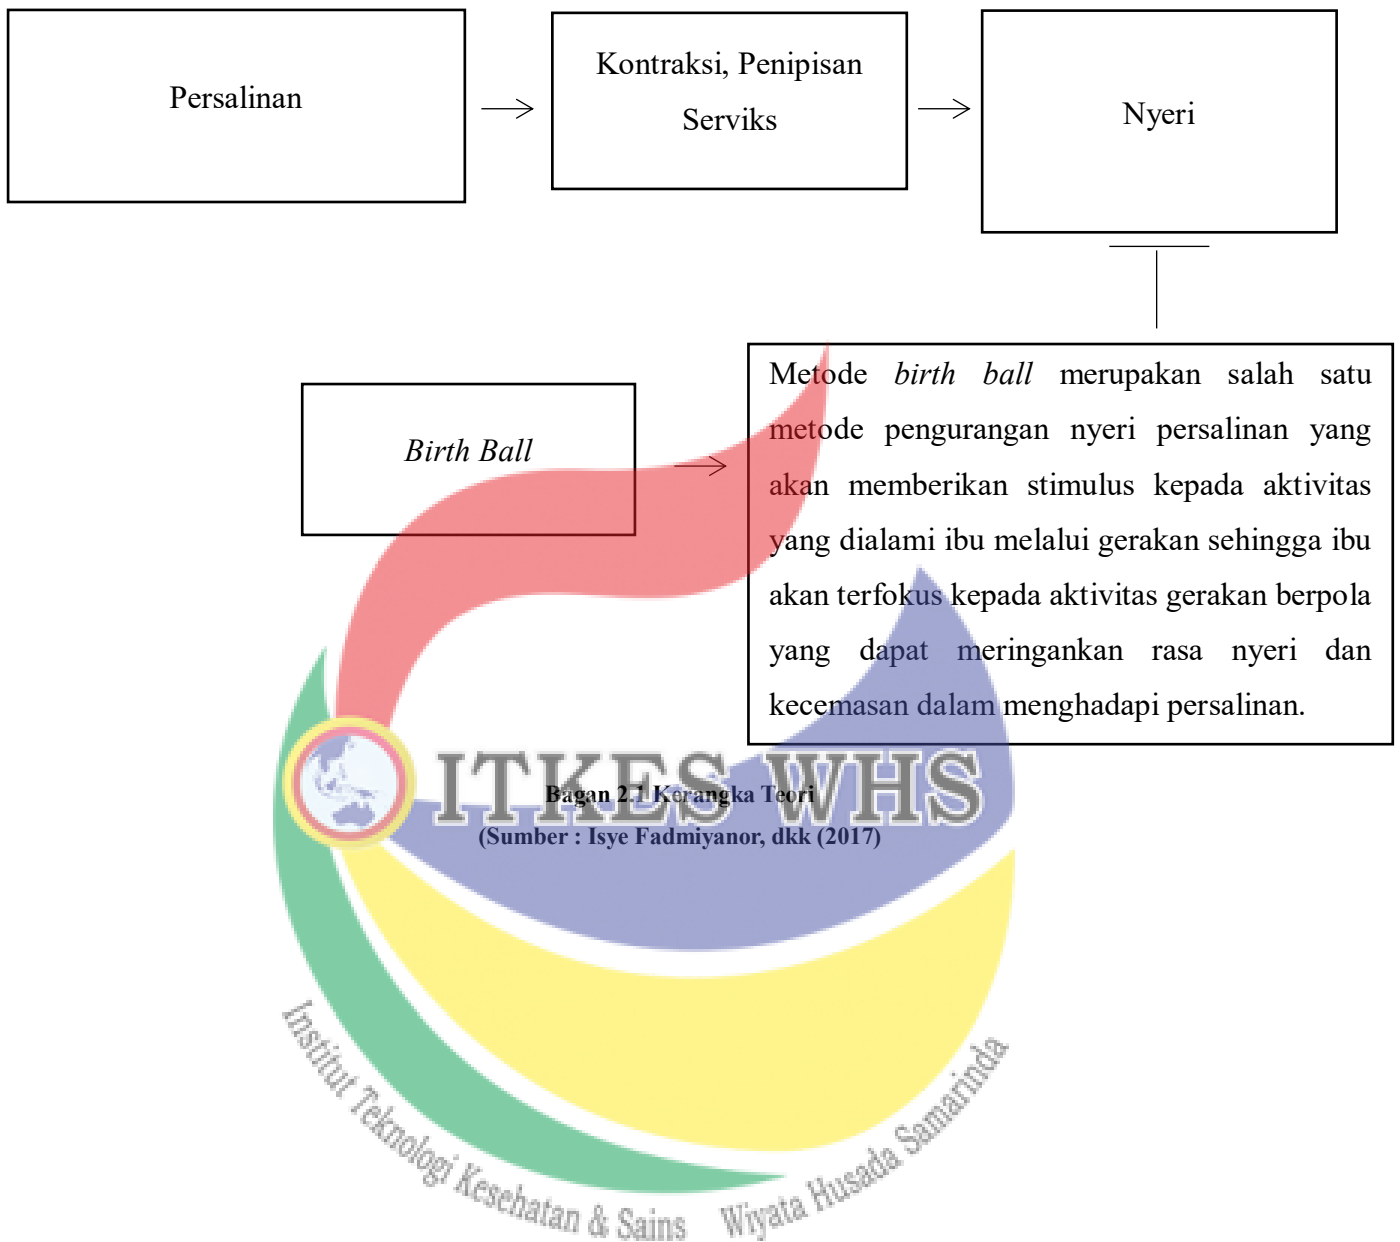 Persalinan
Kontraksi, Penipisan
Serviks
Nyeri
Birth Ball
Metode birth ball merupakan salah satu
metode pengurangan nyeri persalinan yang
akan memberikan stimulus kepada aktivitas
yang dialami ibu melalui gerakan sehingga ibu
akan terfokus kepada aktivitas gerakan berpola
yang dapat meringankan rasa nyeri dan
kecemasan dalam menghadapi persalinan.
ITKES WHS
Bagan 2.1 Kerangka Teori
(Sumber : Isye Fadmiyanor, dkk (2017)
Institut Teknologi Kesehatan & Sains Wiyata Husada Samarinda